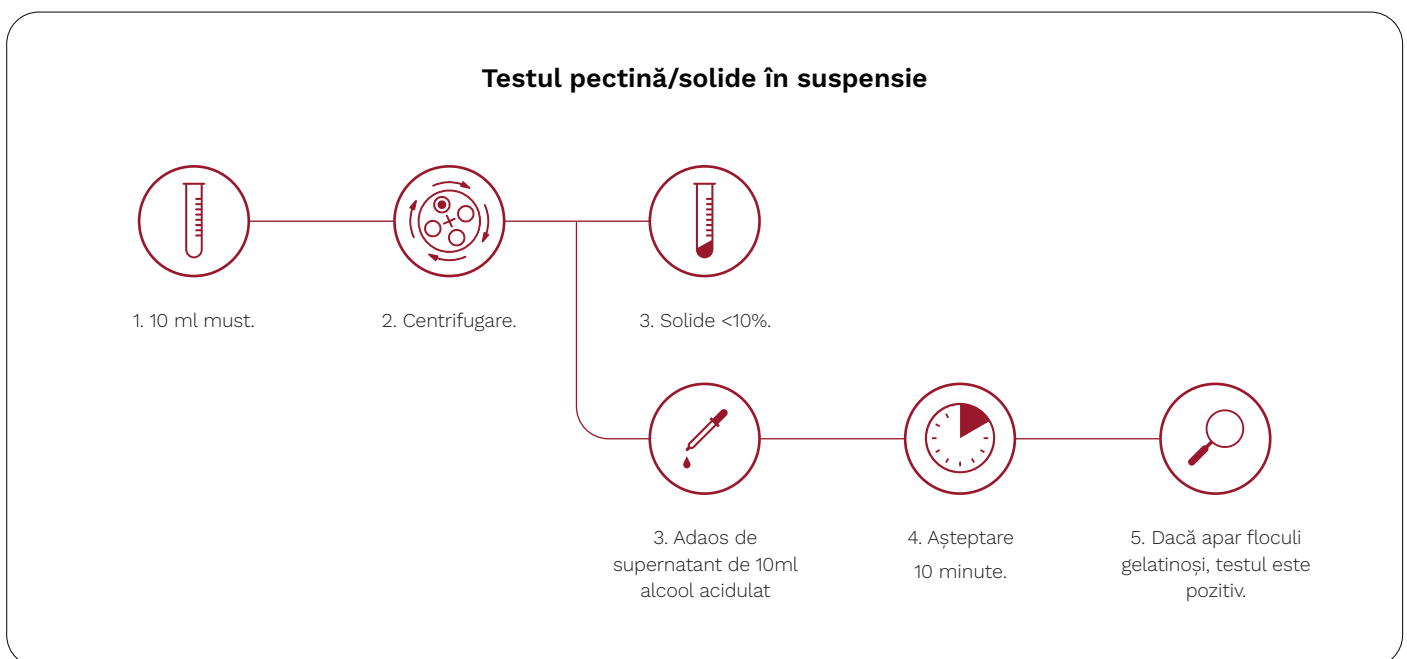 Testul pectină/solide în suspensie
1. 10 ml must.
2. Centrifugare.
3. Solide <10%.
3. Adaos de
supernatant de 10ml
alcool acidulat
4. Așteptare
10 minute.
5. Dacă apar floculi
gelatinoși, testul este
pozitiv.